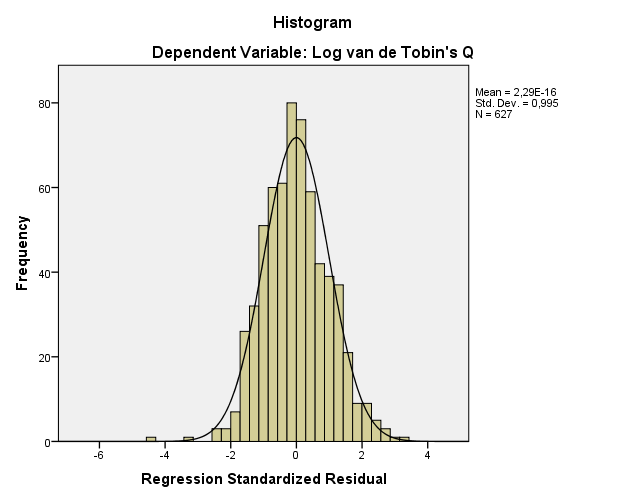 Histogram
Dependent Variable: Log van de Tobin's Q
Mean = 2,29E-16
Std. Dev. = 0,995
N = 627
Frequency
80
60
40
20
0
-6 -4 -2 0 2 4
Regression Standardized Residual